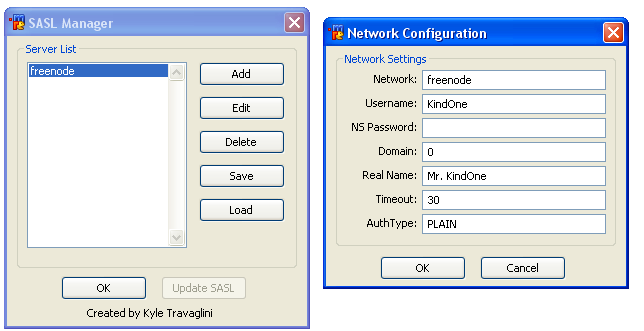 SASL Manager
Server List
freenode
Add
Edit
Delete
Save
Load
OK
Update SASL
Created by Kyle Travaglini
Network Configuration
Network Settings
Network: freenode
Username: KindOne
NS Password:
Domain: 0
Real Name: Mr. KindOne
Timeout: 30
AuthType: PLAIN
OK
Cancel